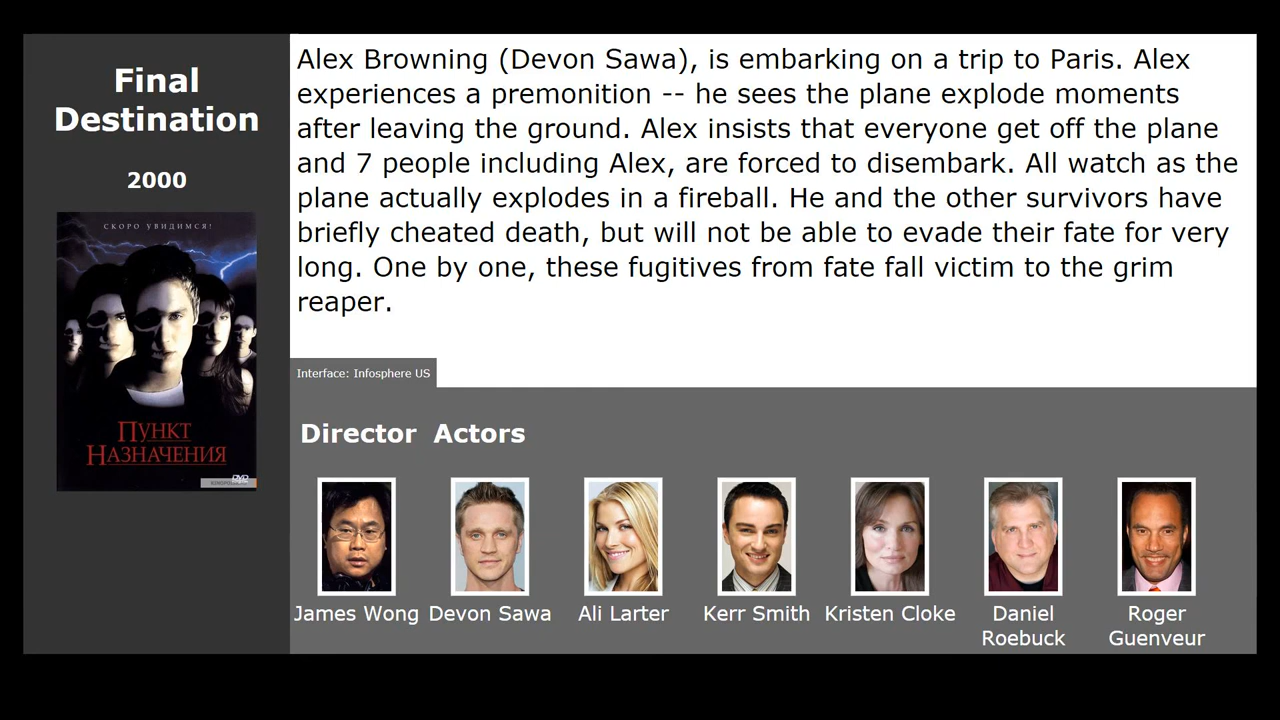 Final
Destination
2000
СКОРО УВИДИМСЯ!
ПУНКТ
НАЗНАЧЕНИЯ
DVD
Alex Browning (Devon Sawa), is embarking on a trip to Paris. Alex
experiences a premonition -- he sees the plane explode moments
after leaving the ground. Alex insists that everyone get off the plane
and 7 people including Alex, are forced to disembark. All watch as the
plane actually explodes in a fireball. He and the other survivors have
briefly cheated death, but will not be able to evade their fate for very
long. One by one, these fugitives from fate fall victim to the grim
reaper.
Interface: Infosphere US
Director Actors
James Wong Devon Sawa Ali Larter Kerr Smith Kristen Cloke Daniel Roger
Roebuck Guenveur